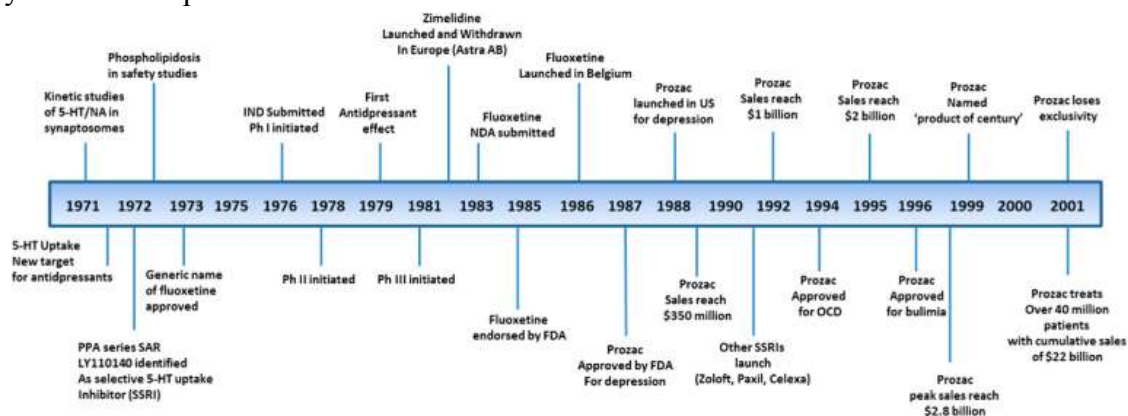 Zimelidine
Launched and Withdrawn
In Europe (Astra AB)
Phospholipidosis
in safety studies
Fluoxetine
Launched in Belgium
Kinetic studies
of 5-HT/NA in
synaptosomes
IND Submitted
Ph I initiated
First
Antidpressant
effect
Fluoxetine
NDA submitted
Prozac
launched in US
for depression
Prozac
Sales reach
$1 billion
Prozac
Sales reach
$2 billion
Prozac
Named
‘product of century’
Prozac loses
exclusivity
1971 1972 1973 1975 1976 1978 1979 1981 1983 1985 1986 1987 1988 1990 1992 1994 1995 1996 1999 2000 2001
5-HT Uptake
New target
for antidpressants
Generic name
of fluoxetine
approved
Ph II initiated
Ph III initiated
PPA series SAR
LY110140 identified
As selective 5-HT uptake
Inhibitor (SSRI)
Fluoxetine
endorsed by FDA
Prozac
Approved by FDA
For depression
Prozac
Sales reach
$350 million
Other SSRIs
launch
(Zoloft, Paxil, Celexa)
Prozac
Approved
for OCD
Prozac
Approved
for bulimia
Prozac
peak sales reach
$2.8 billion
Prozac treats
Over 40 million
patients
with cumulative sales
of $22 billion